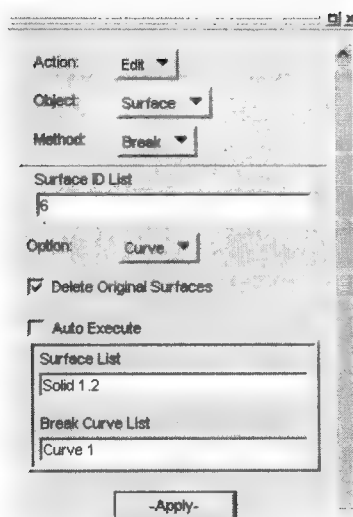 Action: Edit
Object: Surface
Method: Break
Surface ID List
6
Option: Curve
Delete Original Surfaces
Auto Execute
Surface List
Solid 1.2
Break Curve List
Curve 1
-Apply-